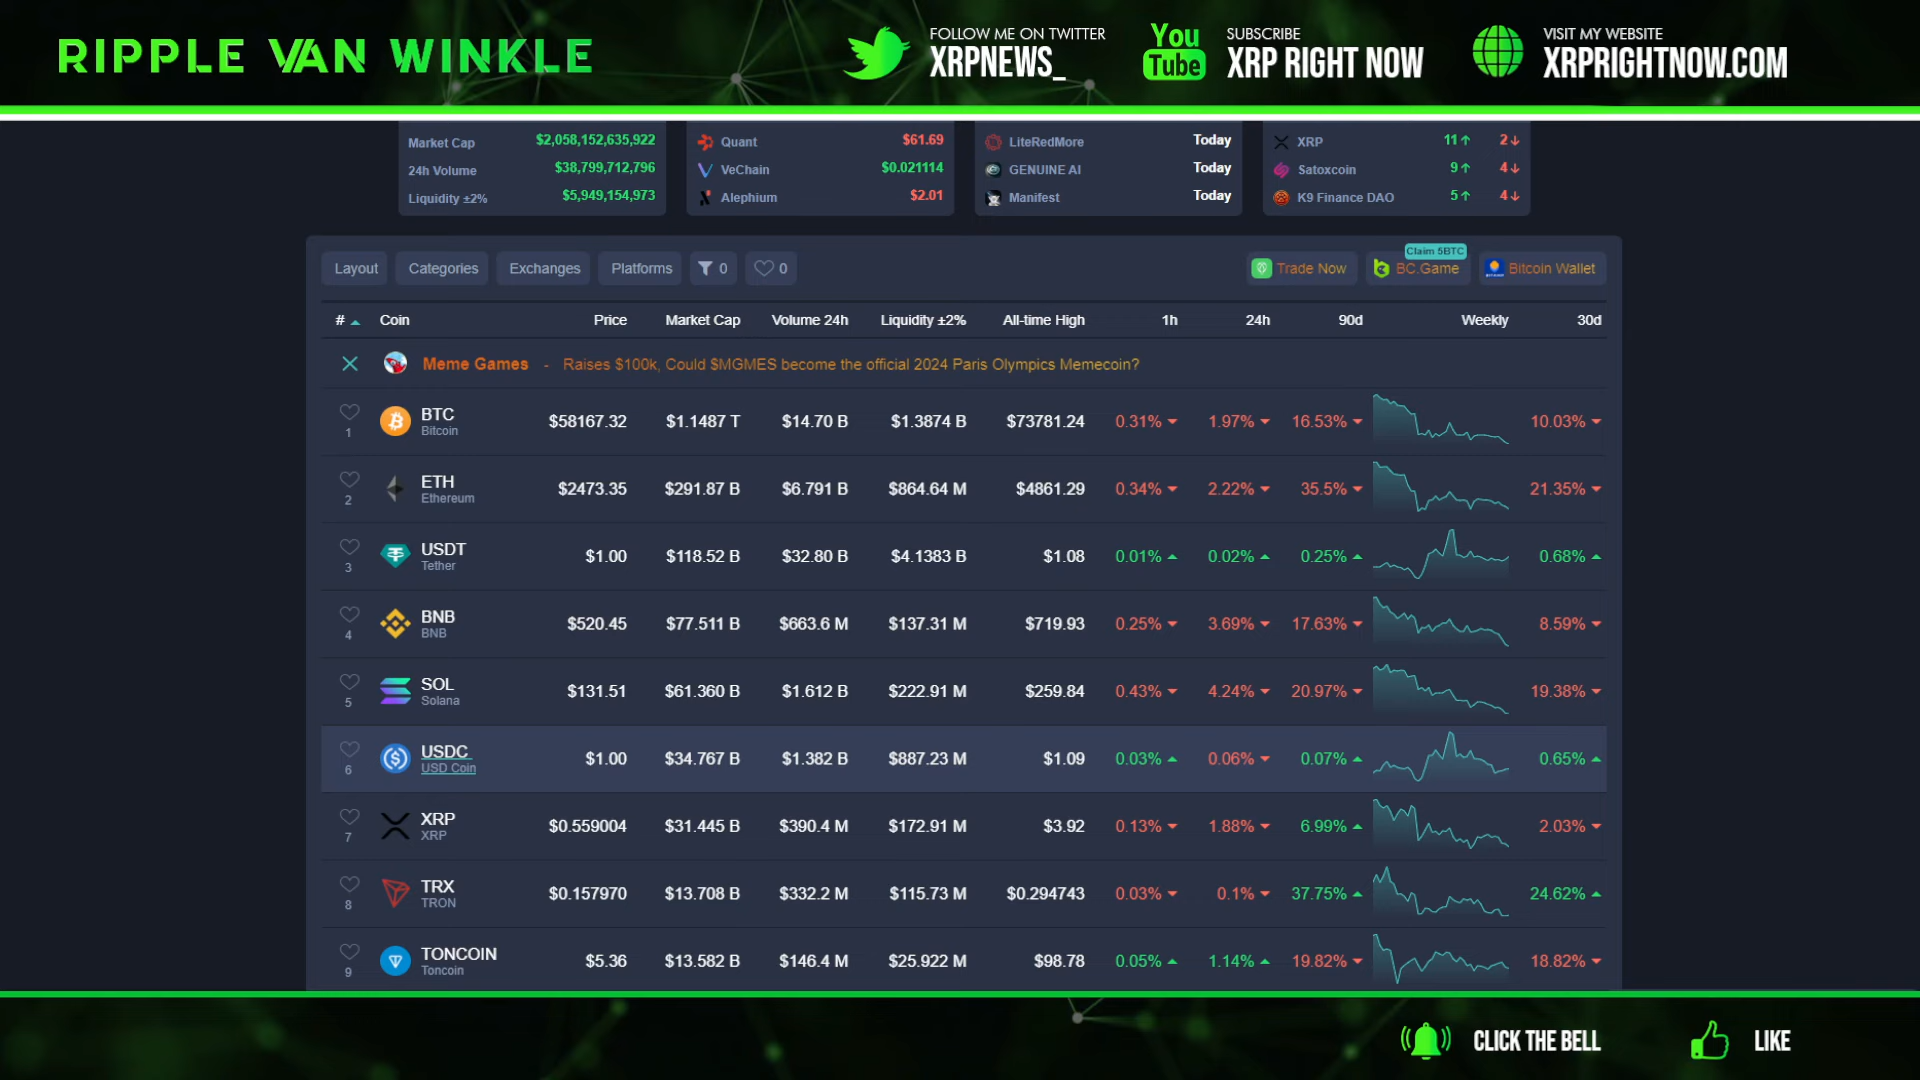 RIPPLE VAN WINKLE
FOLLOW ME ON TWITTER
XRPNEWS_
You Tube
SUBSCRIBE
XRP RIGHT NOW
VISIT MY WEBSITE
XRPRIGHTNOW.COM
Market Cap $2,058,152,635,922
24h Volume $38,799,712,796
Liquidity ±2% $5,949,154,973
Quant $61.69
VeChain $0.021114
Alephium $2.01
LiteRedMore Today
GENUINE AI Today
Manifest Today
XRP 11 2
Satoxcoin 9 4
K9 Finance DAO 5 4
Layout Categories Exchanges Platforms 0 0
Claim 5BTC
Trade Now BC.Game Bitcoin Wallet
# Coin Price Market Cap Volume 24h Liquidity ±2% All-time High 1h 24h 90d Weekly 30d
Meme Games - Raises $100k, Could $MGMES become the official 2024 Paris Olympics Memecoin?
1 BTC Bitcoin $58167.32 $1.1487 T $14.70 B $1.3874 B $73781.24 0.31% 1.97% 16.53% 10.03%
2 ETH Ethereum $2473.35 $291.87 B $6.791 B $864.64 M $4861.29 0.34% 2.22% 35.5% 21.35%
3 USDT Tether $1.00 $118.52 B $32.80 B $4.1383 B $1.08 0.01% 0.02% 0.25% 0.68%
4 BNB BNB $520.45 $77.511 B $663.6 M $137.31 M $719.93 0.25% 3.69% 17.63% 8.59%
5 SOL Solana $131.51 $61.360 B $1.612 B $222.91 M $259.84 0.43% 4.24% 20.97% 19.38%
6 USDC USD Coin $1.00 $34.767 B $1.382 B $887.23 M $1.09 0.03% 0.06% 0.07% 0.65%
7 XRP XRP $0.559004 $31.445 B $390.4 M $172.91 M $3.92 0.13% 1.88% 6.99% 2.03%
8 TRX TRON $0.157970 $13.708 B $332.2 M $115.73 M $0.294743 0.03% 0.1% 37.75% 24.62%
9 TONCOIN Toncoin $5.36 $13.582 B $146.4 M $25.922 M $98.78 0.05% 1.14% 19.82% 18.82%
CLICK THE BELL
LIKE